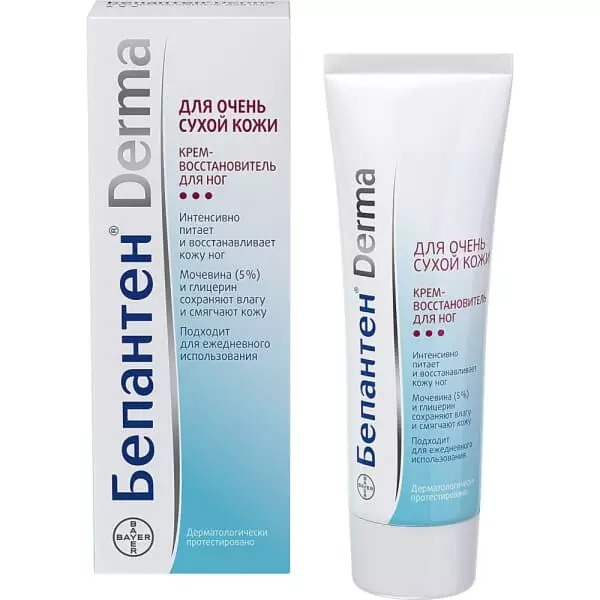 Бепантен® Derma
ДЛЯ ОЧЕНЬ
СУХОЙ КОЖИ
КРЕМ-
ВОССТАНОВИТЕЛЬ
ДЛЯ НОГ
Интенсивно
питает
и восстанавливает
кожу ног
Мочевина (5%)
и глицерин
сохраняют влагу
и смягчают кожу
Подходит
для ежедневного
использования
Дерматологически
протестировано
BAYER
BAYER
Бепантен® Derma
ДЛЯ ОЧЕНЬ
СУХОЙ КОЖИ
КРЕМ-
ВОССТАНОВИТЕЛЬ
ДЛЯ НОГ
Интенсивно
питает
и восстанавливает
кожу ног
Мочевина (5%)
и глицерин
сохраняют влагу
и смягчают кожу
Подходит
для ежедневного
использования
Дерматологически
протестировано
BAYER
BAYER